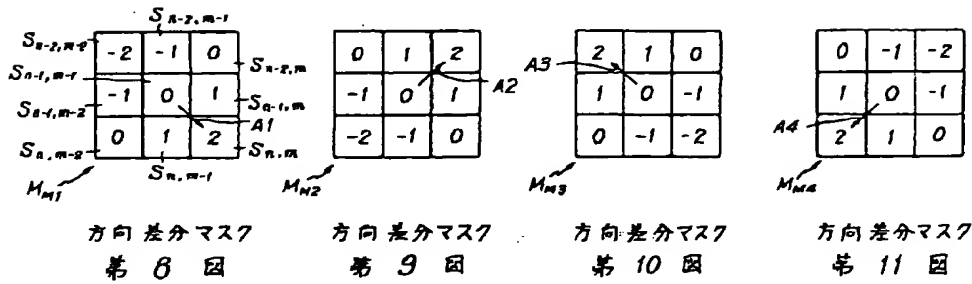 S n-2, m-1
S n-2, m-2
-2 -1 0
S n-2, m
S n-1, m-1
-1 0 1
S n-1, m
S n-1, m-2
A1
0 1 2
S n, m-2
S n, m
S n, m-1
M M1
方向差分マスク
第 8 図
0 1 2
A2
-1 0 1
-2 -1 0
M M2
方向差分マスク
第 9 図
2 1 0
A3
1 0 -1
0 -1 -2
M M3
方向差分マスク
第 10 図
0 -1 -2
1 0 -1
A4
2 1 0
M M4
方向差分マスク
第 11 図